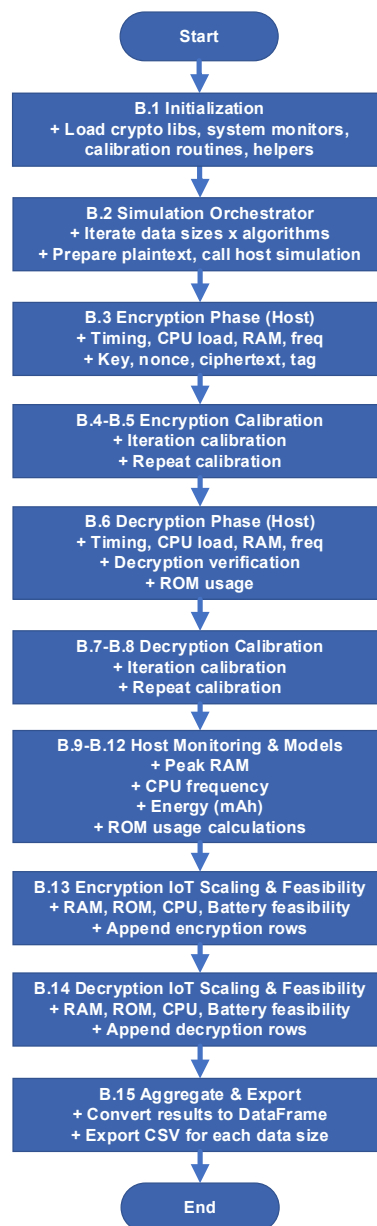 Start
B.1 Initialization
+ Load crypto libs, system monitors,
calibration routines, helpers
B.2 Simulation Orchestrator
+ Iterate data sizes x algorithms
+ Prepare plaintext, call host simulation
B.3 Encryption Phase (Host)
+ Timing, CPU load, RAM, freq
+ Key, nonce, ciphertext, tag
B.4-B.5 Encryption Calibration
+ Iteration calibration
+ Repeat calibration
B.6 Decryption Phase (Host)
+ Timing, CPU load, RAM, freq
+ Decryption verification
+ ROM usage
B.7-B.8 Decryption Calibration
+ Iteration calibration
+ Repeat calibration
B.9-B.12 Host Monitoring & Models
+ Peak RAM
+ CPU frequency
+ Energy (mAh)
+ ROM usage calculations
B.13 Encryption IoT Scaling & Feasibility
+ RAM, ROM, CPU, Battery feasibility
+ Append encryption rows
B.14 Decryption IoT Scaling & Feasibility
+ RAM, ROM, CPU, Battery feasibility
+ Append decryption rows
B.15 Aggregate & Export
+ Convert results to DataFrame
+ Export CSV for each data size
End